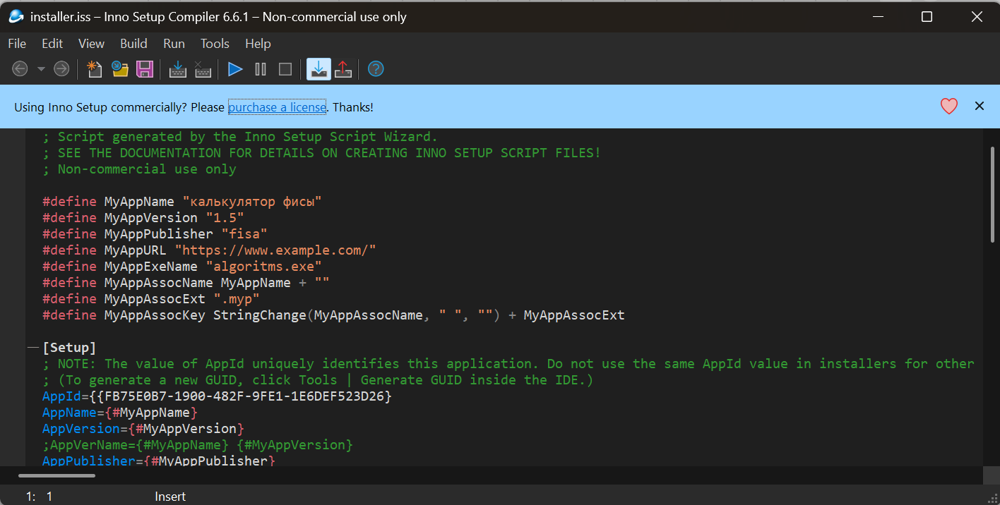 installer.iss – Inno Setup Compiler 6.6.1 – Non-commercial use only
File Edit View Build Run Tools Help
Using Inno Setup commercially? Please purchase a license. Thanks!
; Script generated by the Inno Setup Script Wizard.
; SEE THE DOCUMENTATION FOR DETAILS ON CREATING INNO SETUP SCRIPT FILES!
; Non-commercial use only
#define MyAppName "калькулятор фисы"
#define MyAppVersion "1.5"
#define MyAppPublisher "fisa"
#define MyAppURL "https://www.example.com/"
#define MyAppExeName "algoritms.exe"
#define MyAppAssocName MyAppName + ""
#define MyAppAssocExt ".myp"
#define MyAppAssocKey StringChange(MyAppAssocName, " ", "") + MyAppAssocExt
[Setup]
; NOTE: The value of AppId uniquely identifies this application. Do not use the same AppId value in installers for other
; (To generate a new GUID, click Tools | Generate GUID inside the IDE.)
AppId={{FB75E0B7-1900-482F-9FE1-1E6DEF523D26}
AppName={#MyAppName}
AppVersion={#MyAppVersion}
;AppVerName={#MyAppName} {#MyAppVersion}
AppPublisher={#MyAppPublisher}
1: 1 Insert